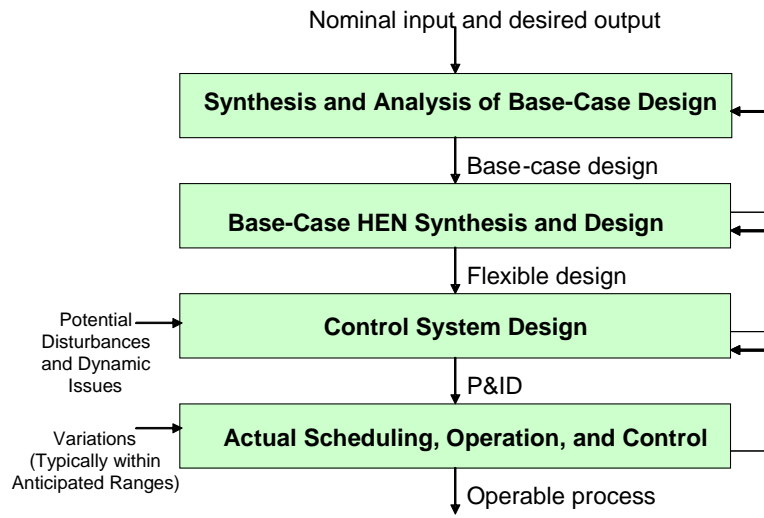 Nominal input and desired output
Synthesis and Analysis of Base-Case Design
Base-case design
Base-Case HEN Synthesis and Design
Flexible design
Potential
Disturbances
and Dynamic
Issues
Control System Design
P&ID
Variations
(Typically within
Anticipated Ranges)
Actual Scheduling, Operation, and Control
Operable process